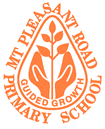 MT PLEASANT ROAD
GUIDED GROWTH
PRIMARY SCHOOL